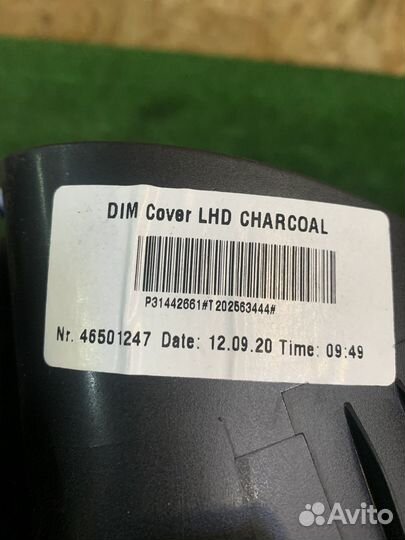 DIM Cover LHD CHARCOAL
P31442661#T202563444#
Nr. 46501247 Date: 12.09.20 Time: 09:49
Avito